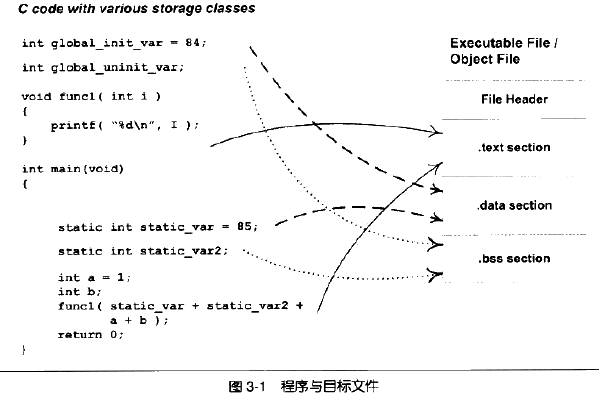 C code with various storage classes
int global_init_var = 84;
int global_uninit_var;
void func1( int i )
{
printf( "%d\n", I );
}
int main(void)
{
static int static_var = 85;
static int static_var2;
int a = 1;
int b;
func1( static_var + static_var2 +
a + b );
return 0;
}
Executable File /
Object File
File Header
.text section
.data section
.bss section
图 3-1 程序与目标文件